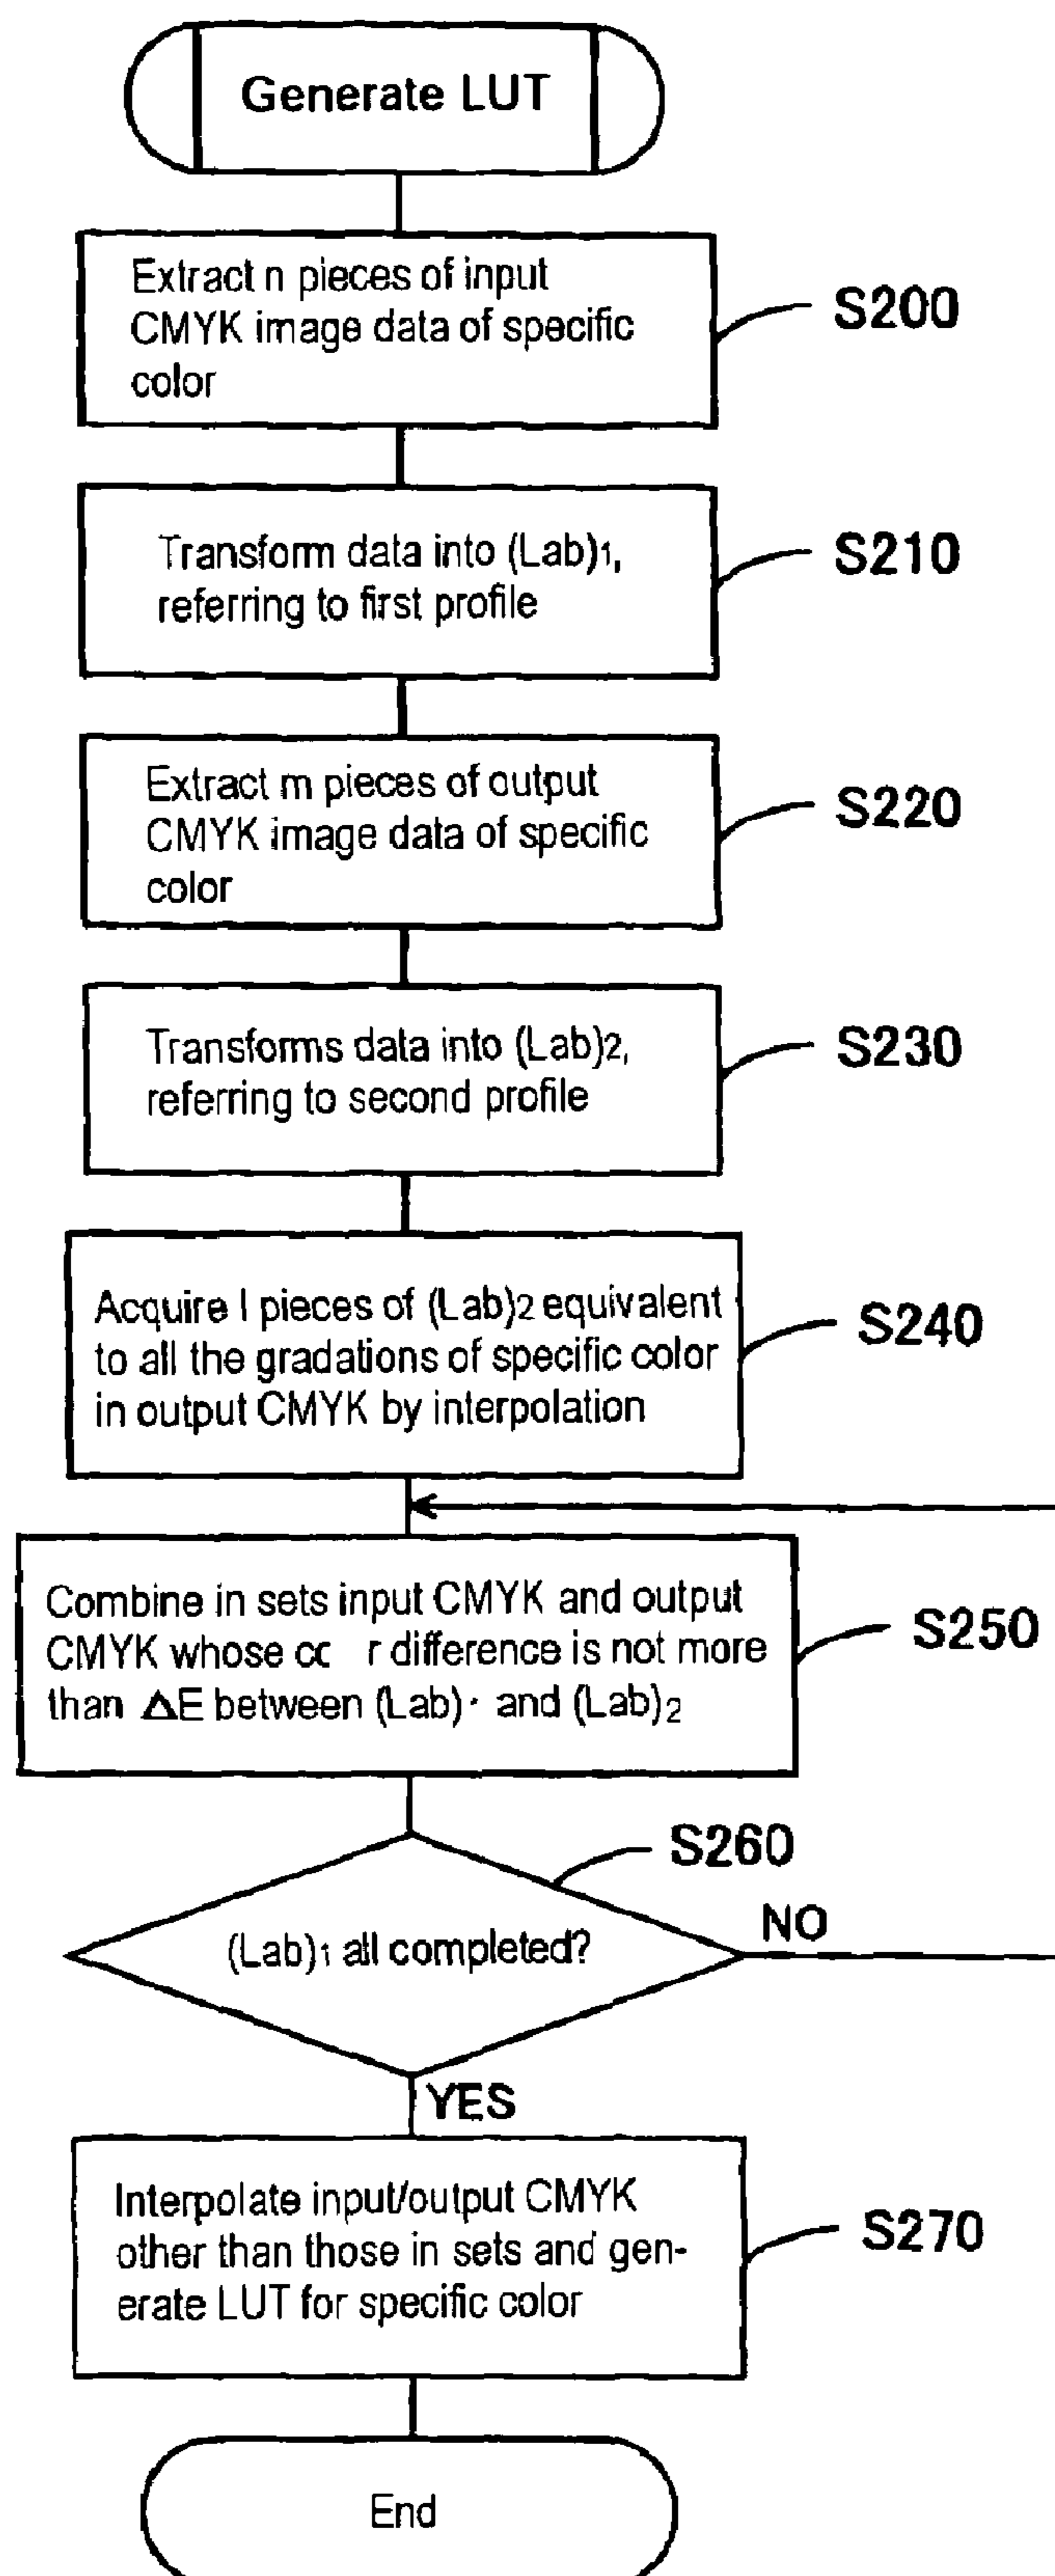 Generate LUT
Extract n pieces of input
CMYK image data of specific
color
S200
Transform data into (Lab)1,
referring to first profile
S210
Extract m pieces of output
CMYK image data of specific
color
S220
Transforms data into (Lab)2,
referring to second profile
S230
Acquire l pieces of (Lab)2 equivalent
to all the gradations of specific color
in output CMYK by interpolation
S240
Combine in sets input CMYK and output
CMYK whose difference is not more
than ΔE between (Lab) and (Lab)2
S250
S260
(Lab)1 all completed?
NO
YES
Interpolate input/output CMYK
other than those in sets and gen-
erate LUT for specific color
S270
End